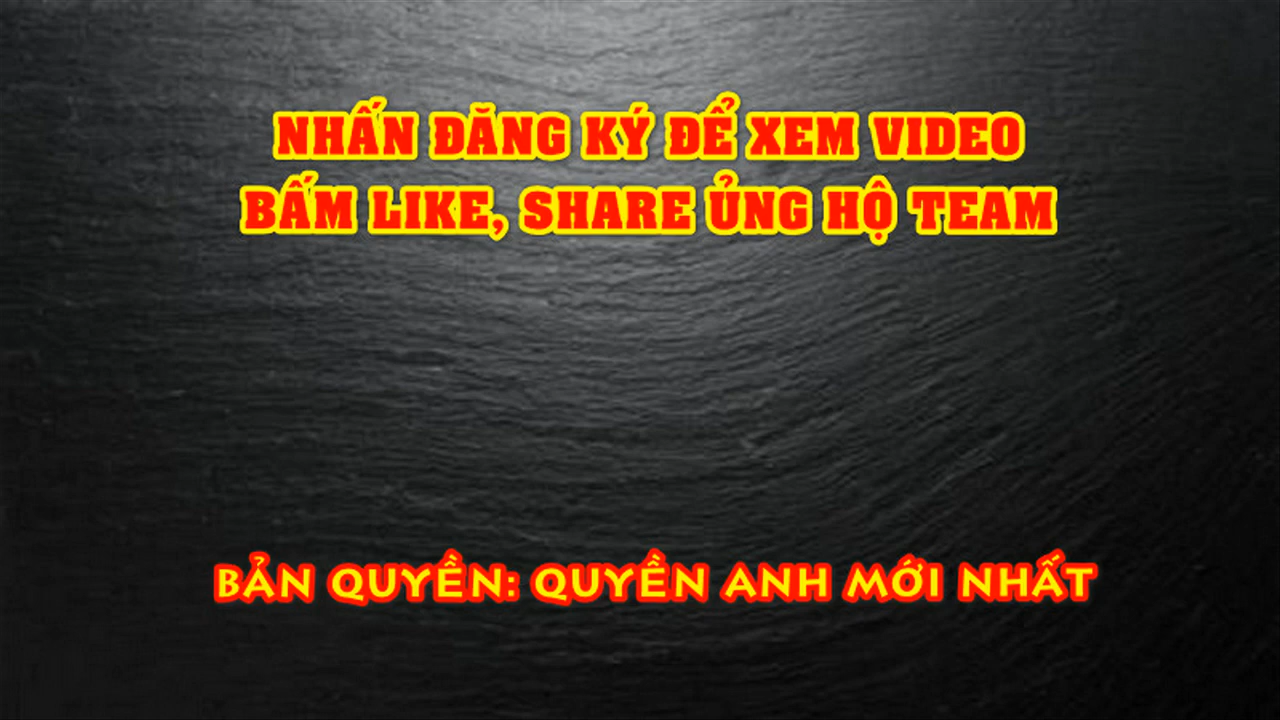 NHẤN ĐĂNG KÝ ĐỂ XEM VIDEO
BẤM LIKE, SHARE ỦNG HỘ TEAM
BẢN QUYỀN: QUYỀN ANH MỚI NHẤT